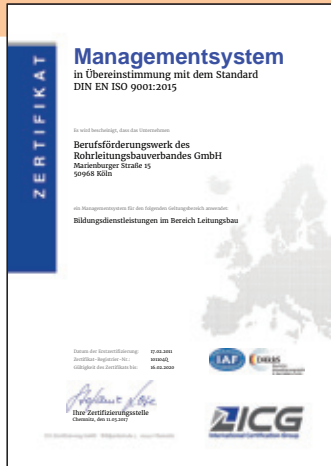 ZERTIFIKAT
Managementsystem
in Übereinstimmung mit dem Standard
DIN EN ISO 9001:2015
Es wird bescheinigt, dass das Unternehmen
Berufsförderungswerk des
Rohrleitungsbauverbandes GmbH
Marienburger Straße 15
50968 Köln
ein Managementsystem für den folgenden Geltungsbereich anwendet:
Bildungsdienstleistungen im Bereich Leitungsbau
Datum der Erstzertifizierung: 17.02.2011
Zertifikat-Register-Nr.:
Gültigkeit des Zertifikats bis: 16.02.2020
IAF
DAkkS
Ihre Zertifizierungsstelle
Chemnitz, den 11.05.2017
ZICG
International Certification Group